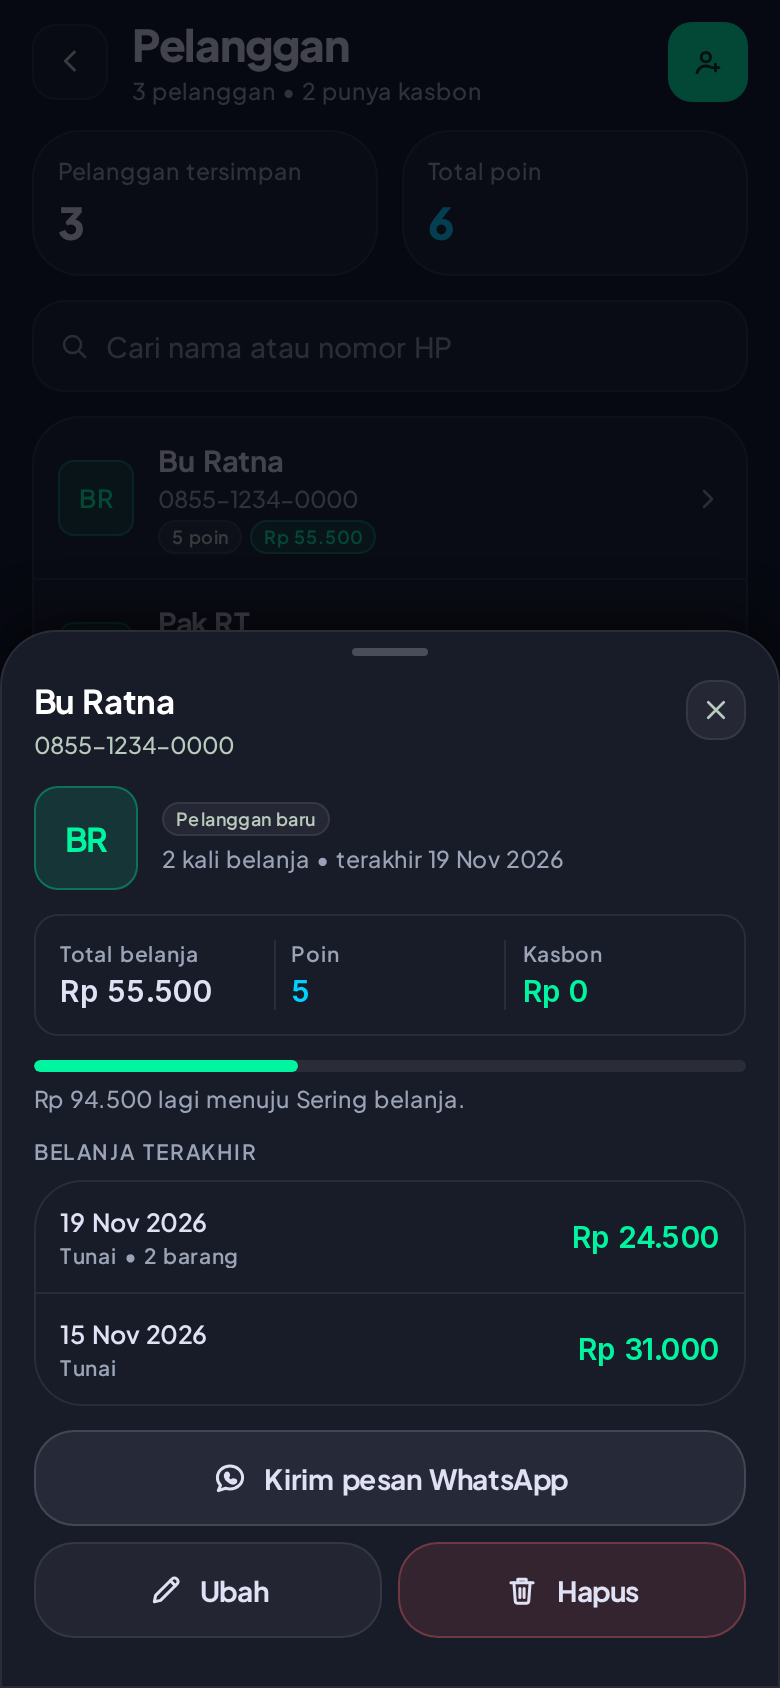 Pelanggan
3 pelanggan • 2 punya kasbon
Pelanggan tersimpan
3
Total poin
6
Cari nama atau nomor HP
BR
Bu Ratna
0855-1234-0000
5 poin
Rp 55.500
Pak RT
Bu Ratna
0855-1234-0000
BR
Pelanggan baru
2 kali belanja • terakhir 19 Nov 2026
Total belanja
Rp 55.500
Poin
5
Kasbon
Rp 0
Rp 94.500 lagi menuju Sering belanja.
BELANJA TERAKHIR
19 Nov 2026
Tunai • 2 barang
Rp 24.500
15 Nov 2026
Tunai
Rp 31.000
Kirim pesan WhatsApp
Ubah
Hapus